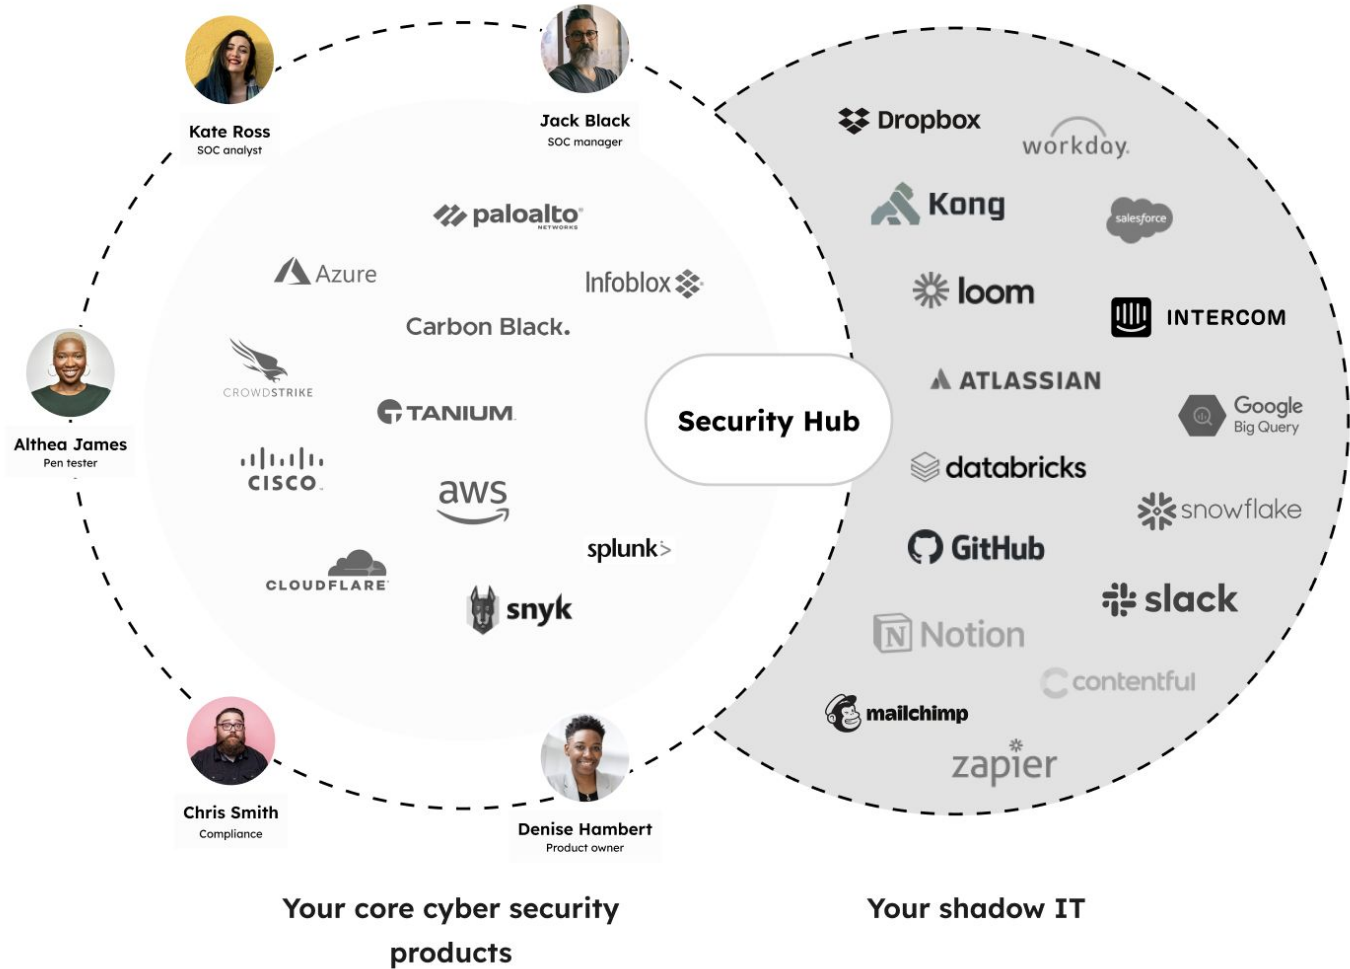 Kate Ross
SOC analyst
Jack Black
SOC manager
Althea James
Pen tester
Chris Smith
Compliance
Denise Hambert
Product owner
paloalto
NETWORKS
Azure
Infoblox
Carbon Black.
CROWDSTRIKE
TANIUM
CISCO
aws
splunk>
CLOUDFLARE
snyk
Security Hub
Dropbox
workday.
Kong
salesforce
loom
INTERCOM
ATLASSIAN
Google
Big Query
databricks
snowflake
GitHub
slack
Notion
contentful
mailchimp
zapier
Your core cyber security
products
Your shadow IT